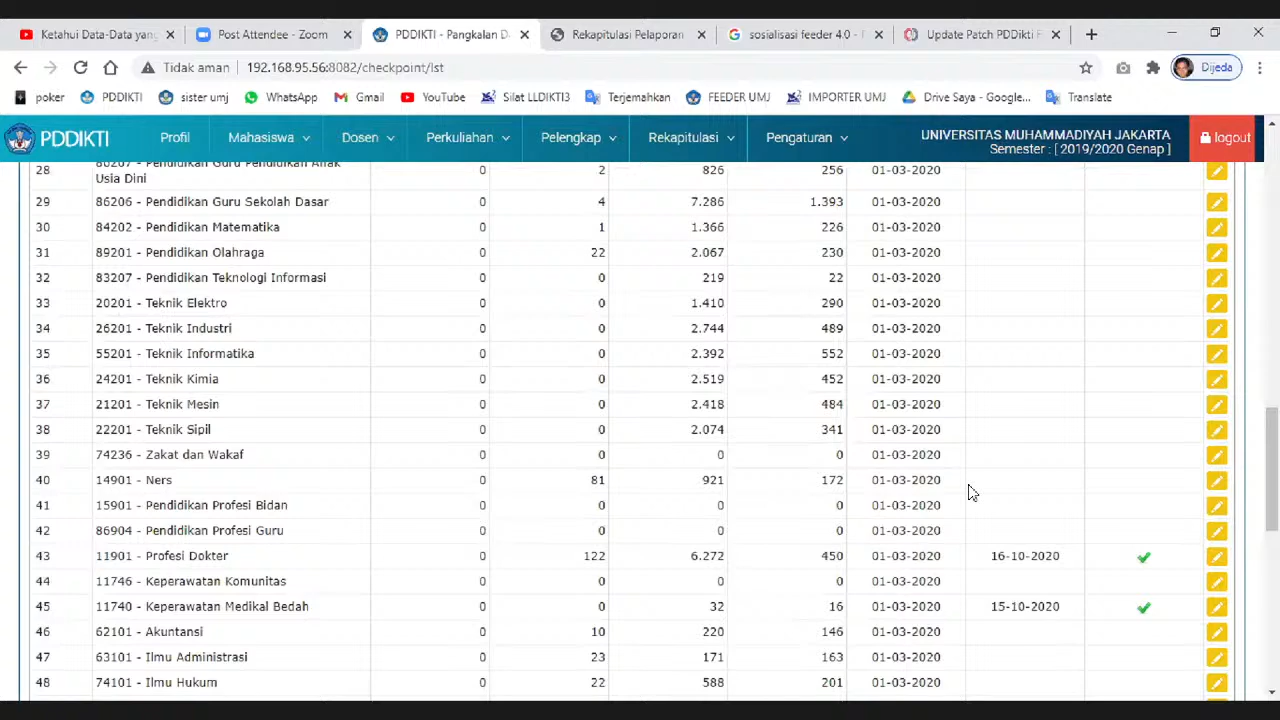 Ketahui Data-Data yang
Post Attendee - Zoom
PDDIKTI - Pangkalan D
Rekapitulasi Pelaporan
sosialisasi feeder 4.0 -
Update Patch PDDikti F
Tidak aman
192.168.95.56:8082/checkpoint/lst
Dijeda
poker PDDIKTI sister umj WhatsApp Gmail YouTube Silat LLDIKTI3 Terjemahkan FEEDER UMJ IMPORTER UMJ Drive Saya - Google... Translate
PDDIKTI Profil Mahasiswa Dosen Perkuliahan Pelengkap Rekapitulasi Pengaturan
UNIVERSITAS MUHAMMADIYAH JAKARTA
Semester : [ 2019/2020 Genap ]
logout
28 80207 - Pendidikan Guru Pendidikan Anak
Usia Dini 0 2 826 256 01-03-2020
29 86206 - Pendidikan Guru Sekolah Dasar 0 4 7.286 1.393 01-03-2020
30 84202 - Pendidikan Matematika 0 1 1.366 226 01-03-2020
31 89201 - Pendidikan Olahraga 0 22 2.067 230 01-03-2020
32 83207 - Pendidikan Teknologi Informasi 0 0 219 22 01-03-2020
33 20201 - Teknik Elektro 0 0 1.410 290 01-03-2020
34 26201 - Teknik Industri 0 0 2.744 489 01-03-2020
35 55201 - Teknik Informatika 0 0 2.392 552 01-03-2020
36 24201 - Teknik Kimia 0 0 2.519 452 01-03-2020
37 21201 - Teknik Mesin 0 0 2.418 484 01-03-2020
38 22201 - Teknik Sipil 0 0 2.074 341 01-03-2020
39 74236 - Zakat dan Wakaf 0 0 0 0 01-03-2020
40 14901 - Ners 0 81 921 172 01-03-2020
41 15901 - Pendidikan Profesi Bidan 0 0 0 0 01-03-2020
42 86904 - Pendidikan Profesi Guru 0 0 0 0 01-03-2020
43 11901 - Profesi Dokter 0 122 6.272 450 01-03-2020 16-10-2020
44 11746 - Keperawatan Komunitas 0 0 0 0 01-03-2020
45 11740 - Keperawatan Medikal Bedah 0 0 32 16 01-03-2020 15-10-2020
46 62101 - Akuntansi 0 10 220 146 01-03-2020
47 63101 - Ilmu Administrasi 0 23 171 163 01-03-2020
48 74101 - Ilmu Hukum 0 22 588 201 01-03-2020